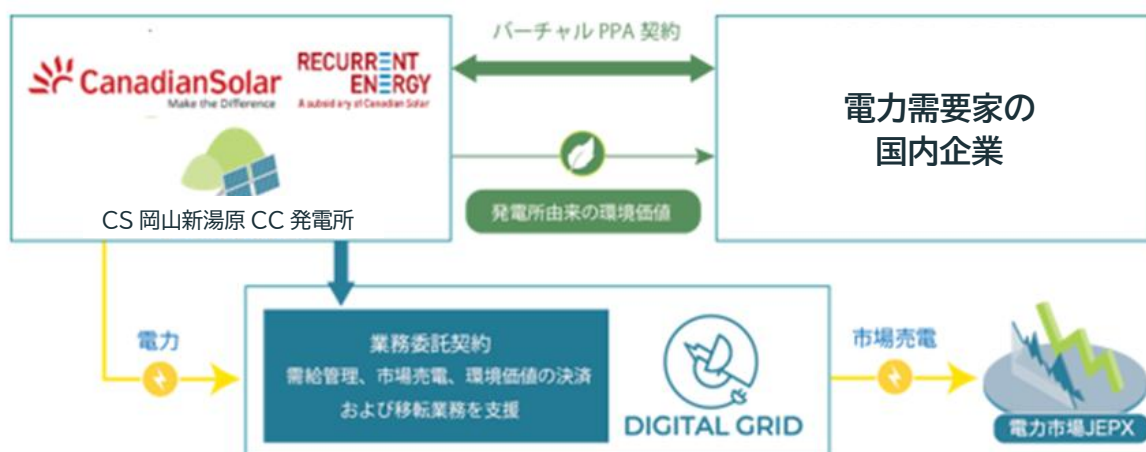 CanadianSolar
Make the Difference
RECURRENT
ENERGY
A subsidiary of Canadian Solar
CS 岡山新湯原 CC 発電所
バーチャル PPA 契約
発電所由来の環境価値
電力需要家の
国内企業
電力
業務委託契約
需給管理、市場売電、環境価値の決済
および移転業務を支援
DIGITAL GRID
市場売電
電力市場JEPX